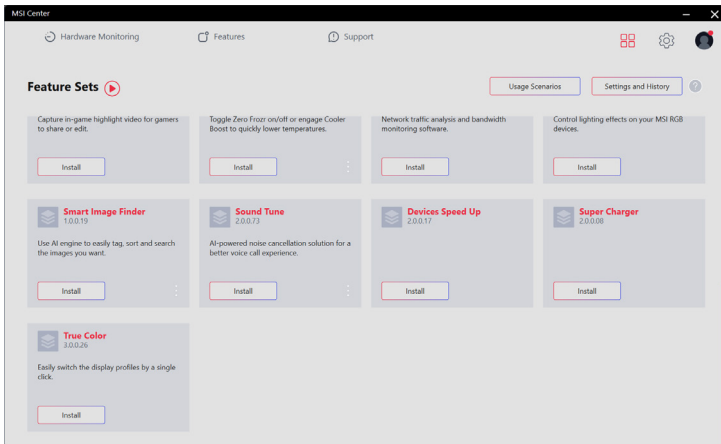 MSI Center
Hardware Monitoring
Features
Support
Feature Sets
Usage Scenarios
Settings and History
?
Capture in-game highlight video for gamers
to share or edit.
Install
Toggle Zero Frozr on/off or engage Cooler
Boost to quickly lower temperatures.
Install
Network traffic analysis and bandwidth
monitoring software.
Install
Control lighting effects on your MSI RGB
devices.
Install
Smart Image Finder
1.0.0.19
Use AI engine to easily tag, sort and search
the images you want.
Install
Sound Tune
2.0.0.73
AI-powered noise cancellation solution for a
better voice call experience.
Install
Devices Speed Up
2.0.0.17
Install
Super Charger
2.0.0.08
Install
True Color
3.0.0.26
Easily switch the display profiles by a single
click.
Install